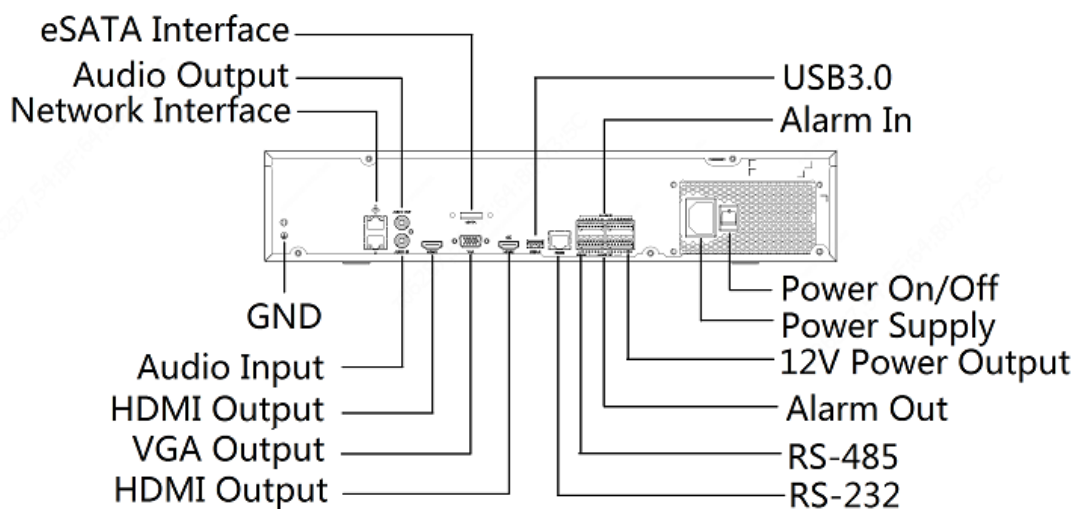 eSATA Interface
Audio Output
Network Interface
USB3.0
Alarm In
GND
Audio Input
HDMI Output
VGA Output
HDMI Output
Power On/Off
Power Supply
12V Power Output
Alarm Out
RS-485
RS-232